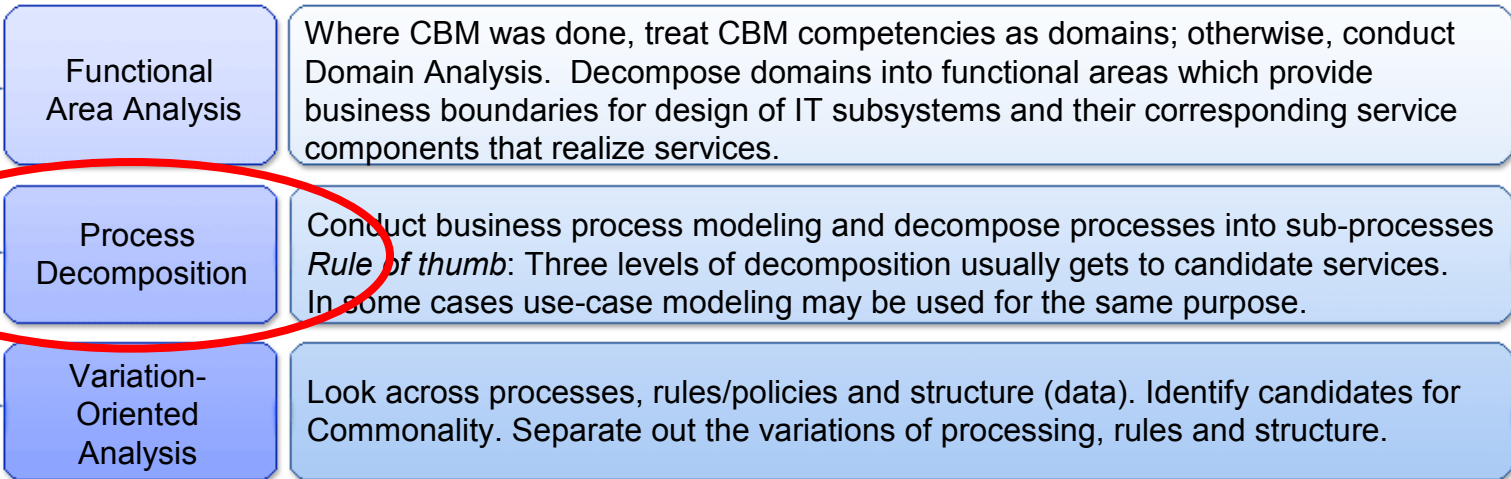 Functional
Area Analysis
Where CBM was done, treat CBM competencies as domains; otherwise, conduct
Domain Analysis.  Decompose domains into functional areas which provide
business boundaries for design of IT subsystems and their corresponding service
components that realize services.
Process
Decomposition
Conduct business process modeling and decompose processes into sub-processes
Rule of thumb: Three levels of decomposition usually gets to candidate services.
In some cases use-case modeling may be used for the same purpose.
Variation-
Oriented
Analysis
Look across processes, rules/policies and structure (data). Identify candidates for
Commonality. Separate out the variations of processing, rules and structure.